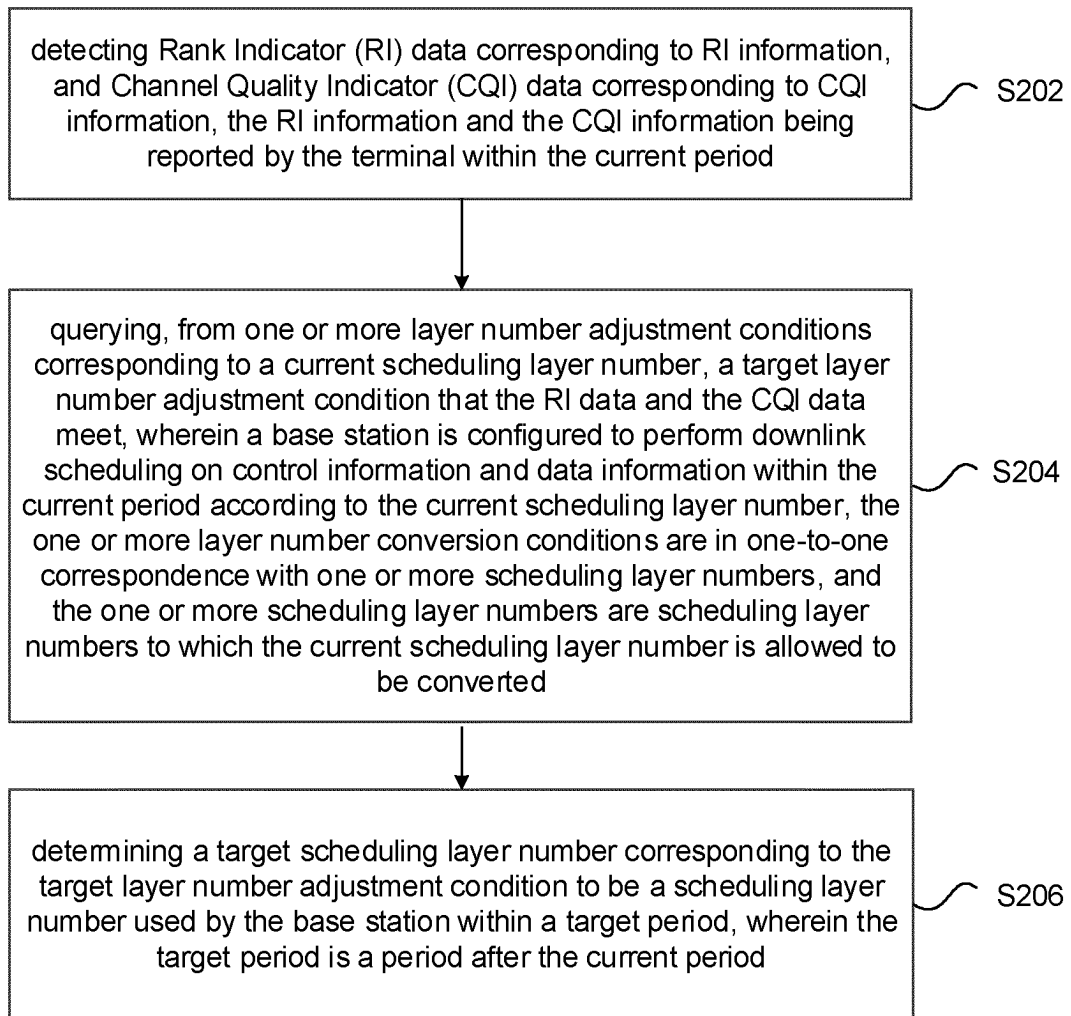 detecting Rank Indicator (RI) data corresponding to RI information,
and Channel Quality Indicator (CQI) data corresponding to CQI
information, the RI information and the CQI information being
reported by the terminal within the current period
S202
querying, from one or more layer number adjustment conditions
corresponding to a current scheduling layer number, a target layer
number adjustment condition that the RI data and the CQI data
meet, wherein a base station is configured to perform downlink
scheduling on control information and data information within the
current period according to the current scheduling layer number, the
one or more layer number conversion conditions are in one-to-one
correspondence with one or more scheduling layer numbers, and
the one or more scheduling layer numbers are scheduling layer
numbers to which the current scheduling layer number is allowed to
be converted
S204
determining a target scheduling layer number corresponding to the
target layer number adjustment condition to be a scheduling layer
number used by the base station within a target period, wherein the
target period is a period after the current period
S206